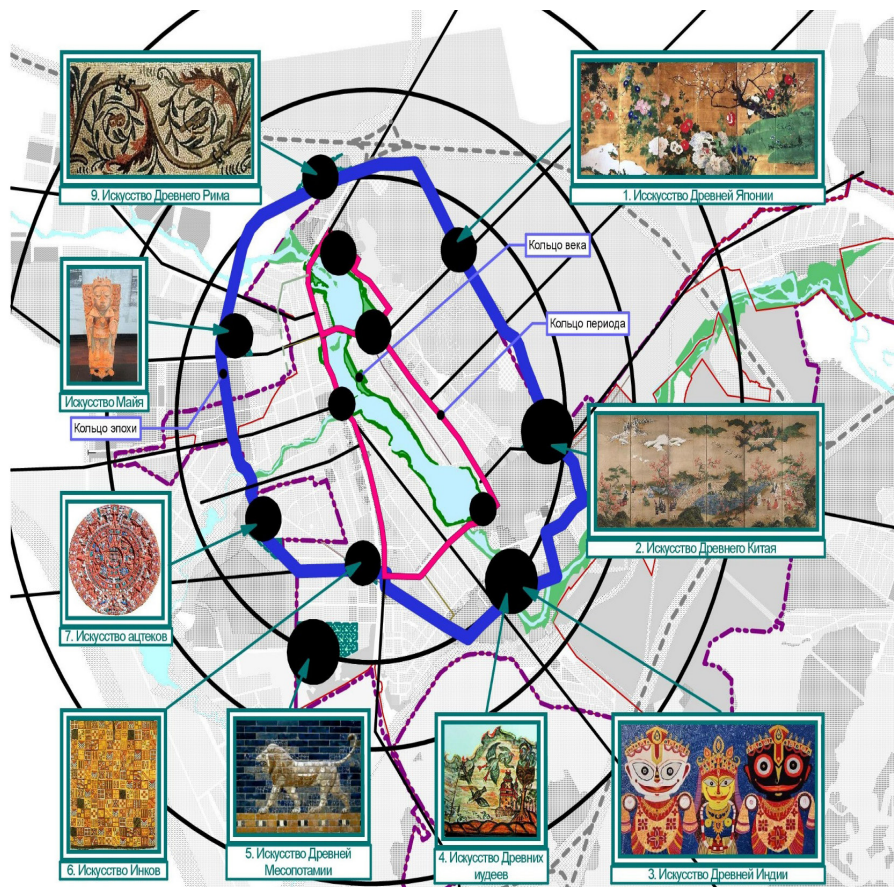 9. Искусство Древнего Рима
1. Исскуство Древней Японии
Кольцо века
Кольцо периода
Искусство Майя
Кольцо эпохи
2. Искусство Древнего Китая
7. Искусство ацтеков
6. Искусство Инков
5. Искусство Древней
Месопотамии
4. Искусство Древних
иудеев
3. Искусство Древней Индии